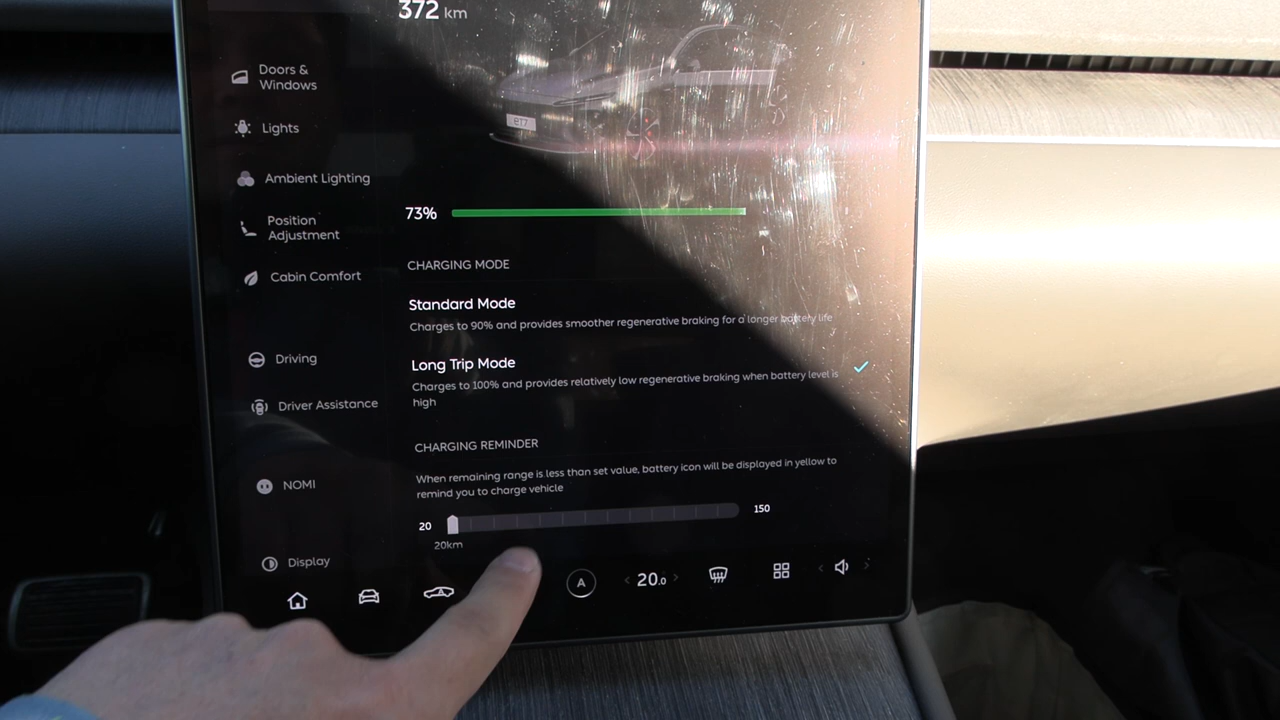 372 km
Doors &
Windows
Lights
Ambient Lighting
Position
Adjustment
Cabin Comfort
Driving
Driver Assistance
NOMI
Display
ET7
73%
CHARGING MODE
Standard Mode
Charges to 90% and provides smoother regenerative braking for a longer battery life
Long Trip Mode
Charges to 100% and provides relatively low regenerative braking when battery level is
high
CHARGING REMINDER
When remaining range is less than set value, battery icon will be displayed in yellow to
remind you to charge vehicle
20
150
20km
A
20.0